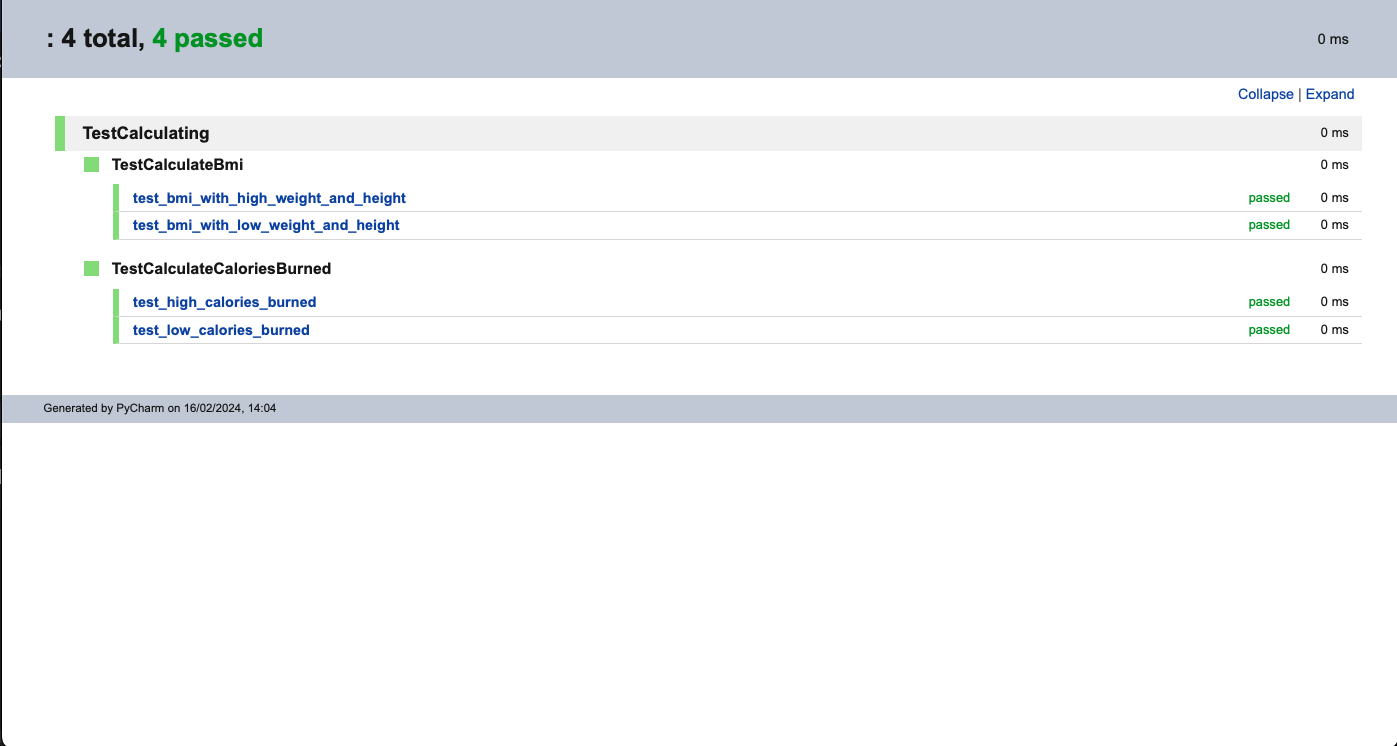 : 4 total, 4 passed 0 ms
Collapse | Expand
TestCalculating 0 ms
TestCalculateBmi 0 ms
test_bmi_with_high_weight_and_height passed 0 ms
test_bmi_with_low_weight_and_height passed 0 ms
TestCalculateCaloriesBurned 0 ms
test_high_calories_burned passed 0 ms
test_low_calories_burned passed 0 ms
Generated by PyCharm on 16/02/2024, 14:04